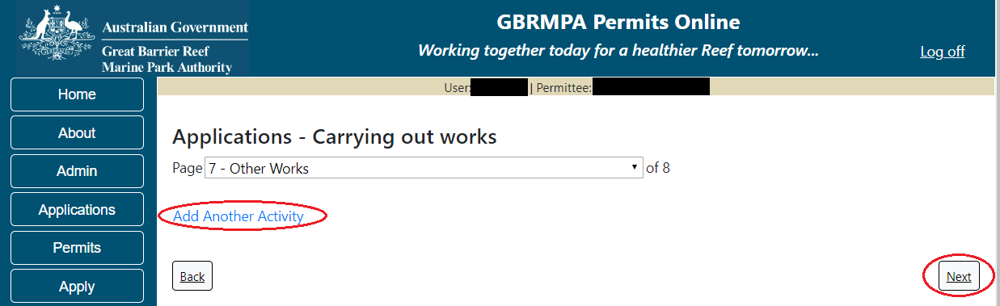 Australian Government
Great Barrier Reef
Marine Park Authority
GBRMPA Permits Online
Working together today for a healthier Reef tomorrow...
Log off
Home
About
Admin
Applications
Permits
Apply
User: | Permittee:
Applications - Carrying out works
Page 7 - Other Works of 8
Add Another Activity
Back
Next